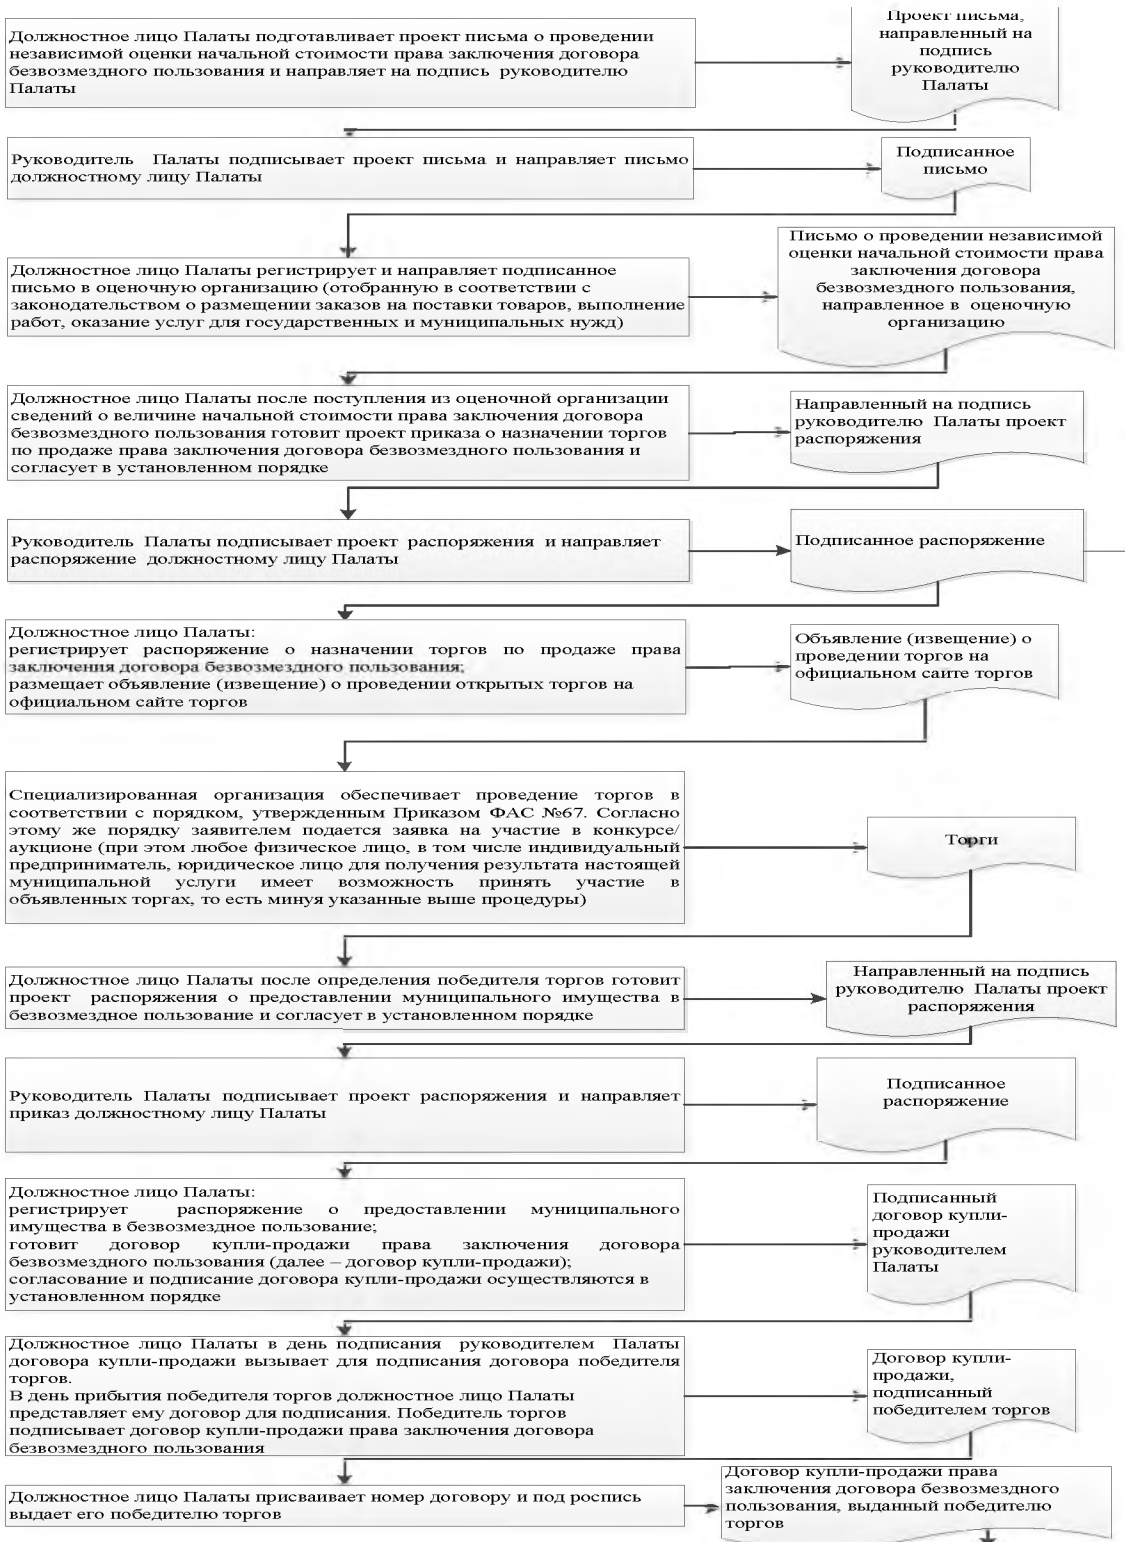 Должностное лицо Палаты подготавливает проект письма о проведении
независимой оценки начальной стоимости права заключения договора
безвозмездного пользования и направляет на подпись руководителю
Палаты
Проект письма,
направленный на
подпись
руководителю
Палаты
Руководитель Палаты подписывает проект письма и направляет письмо
должностному лицу Палаты
Подписанное
письмо
Должностное лицо Палаты регистрирует и направляет подписанное
письмо в оценочную организацию (отобранную в соответствии с
законодательством о размещении заказов на поставки товаров, выполнение
работ, оказание услуг для государственных и муниципальных нужд)
Письмо о проведении независимой
оценки начальной стоимости права
заключения договора
безвозмездного пользования,
направленное в оценочную
организацию
Должностное лицо Палаты после поступления из оценочной организации
сведений о величине начальной стоимости права заключения договора
безвозмездного пользования готовит проект приказа о назначении торгов
по продаже права заключения договора безвозмездного пользования и
согласует в установленном порядке
Направленный на подпись
руководителю Палаты проект
распоряжения
Руководитель Палаты подписывает проект распоряжения и направляет
распоряжение должностному лицу Палаты
Подписанное распоряжение
Должностное лицо Палаты:
регистрирует распоряжение о назначении торгов по продаже права
заключения договора безвозмездного пользования;
размещает объявление (извещение) о проведении открытых торгов на
официальном сайте торгов
Объявление (извещение) о
проведении торгов на
официальном сайте торгов
Специализированная организация обеспечивает проведение торгов в
соответствии с порядком, утвержденным Приказом ФАС №67. Согласно
этому же порядку заявителем подается заявка на участие в конкурсе/
аукционе (при этом любое физическое лицо, в том числе индивидуальный
предприниматель, юридическое лицо для получения результата настоящей
муниципальной услуги имеет возможность принять участие в
объявленных торгах, то есть минуя указанные выше процедуры)
Торги
Должностное лицо Палаты после определения победителя торгов готовит
проект распоряжения о предоставлении муниципального имущества в
безвозмездное пользование и согласует в установленном порядке
Направленный на подпись
руководителю Палаты проект
распоряжения
Руководитель Палаты подписывает проект распоряжения и направляет
приказ должностному лицу Палаты
Подписанное
распоряжение
Должностное лицо Палаты:
регистрирует распоряжение о предоставлении муниципального
имущества в безвозмездное пользование;
готовит договор купли-продажи права заключения договора
безвозмездного пользования (далее – договор купли-продажи);
согласование и подписание договора купли-продажи осуществляются в
установленном порядке
Подписанный
договор купли-
продажи
руководителем
Палаты
Должностное лицо Палаты в день подписания руководителем Палаты
договора купли-продажи вызывает для подписания договора победителя
торгов.
В день прибытия победителя торгов должностное лицо Палаты
представляет ему договор для подписания. Победитель торгов
подписывает договор купли-продажи права заключения договора
безвозмездного пользования
Договор купли-
продажи,
подписанный
победителем торгов
Должностное лицо Палаты присваивает номер договору и под роспись
выдает его победителю торгов
Договор купли-продажи права
заключения договора безвозмездного
пользования, выданный победителю
торгов